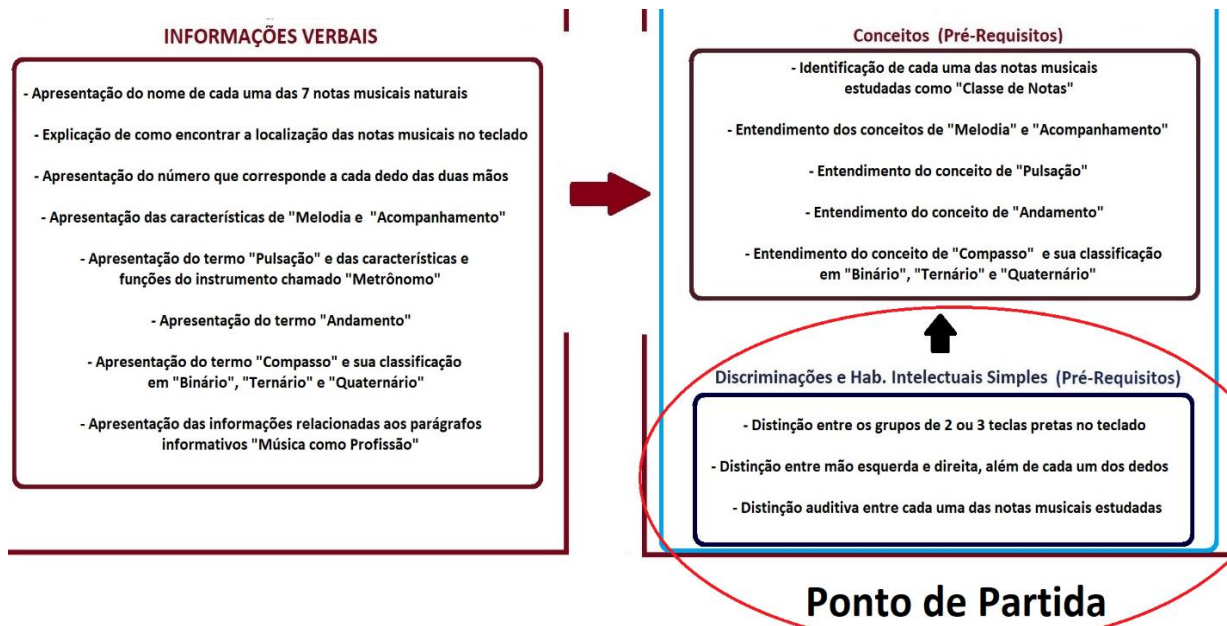 INFORMAÇÕES VERBAIS
- Apresentação do nome de cada uma das 7 notas musicais naturais
- Explicação de como encontrar a localização das notas musicais no teclado
- Apresentação do número que corresponde a cada dedo das duas mãos
- Apresentação das características de "Melodia e "Acompanhamento"
- Apresentação do termo "Pulsação" e das características e
funções do instrumento chamado "Metrônomo"
- Apresentação do termo "Andamento"
- Apresentação do termo "Compasso" e sua classificação
em "Binário", "Ternário" e "Quaternário"
- Apresentação das informações relacionadas aos parágrafos
informativos "Música como Profissão"
Conceitos (Pré-Requisitos)
- Identificação de cada uma das notas musicais
estudadas como "Classe de Notas"
- Entendimento dos conceitos de "Melodia" e "Acompanhamento"
- Entendimento do conceito de "Pulsação"
- Entendimento do conceito de "Andamento"
- Entendimento do conceito de "Compasso" e sua classificação
em "Binário", "Ternário" e "Quaternário"
Discriminações e Hab. Intelectuais Simples (Pré-Requisitos)
- Distinção entre os grupos de 2 ou 3 teclas pretas no teclado
- Distinção entre mão esquerda e direita, além de cada um dos dedos
- Distinção auditiva entre cada uma das notas musicais estudadas
Ponto de Partida